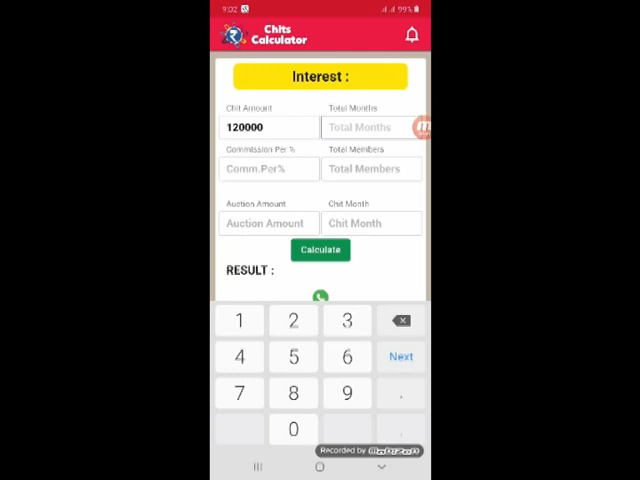 9:02 99%
Chits
Calculator
Interest :
Chit Amount Total Months
120000 Total Months
Commission Per % Total Members
Comm.Per% Total Members
Auction Amount Chit Month
Auction Amount Chit Month
Calculate
RESULT :
1 2 3
4 5 6 Next
7 8 9 .
0 .
Recorded by Mobizen